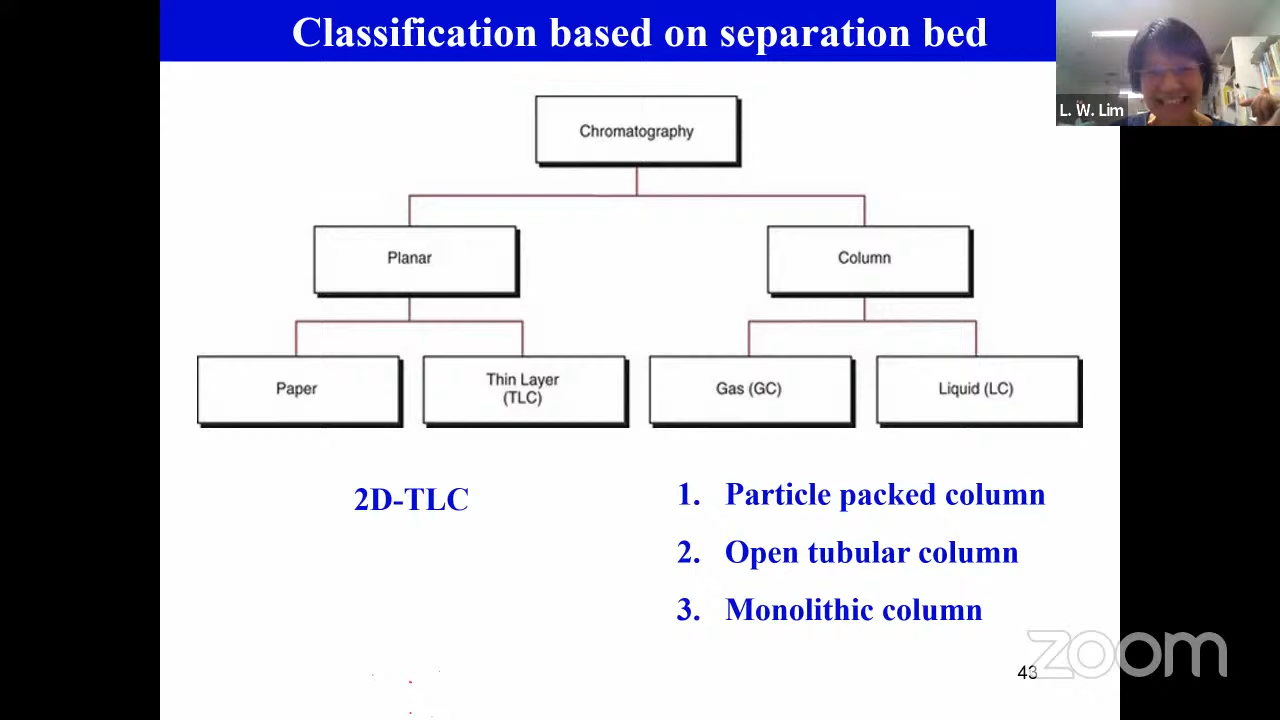 Classification based on separation bed
L. W. Lim
Chromatography
Planar
Column
Paper
Thin Layer
(TLC)
Gas (GC)
Liquid (LC)
2D-TLC
1. Particle packed column
2. Open tubular column
3. Monolithic column
zoom
43